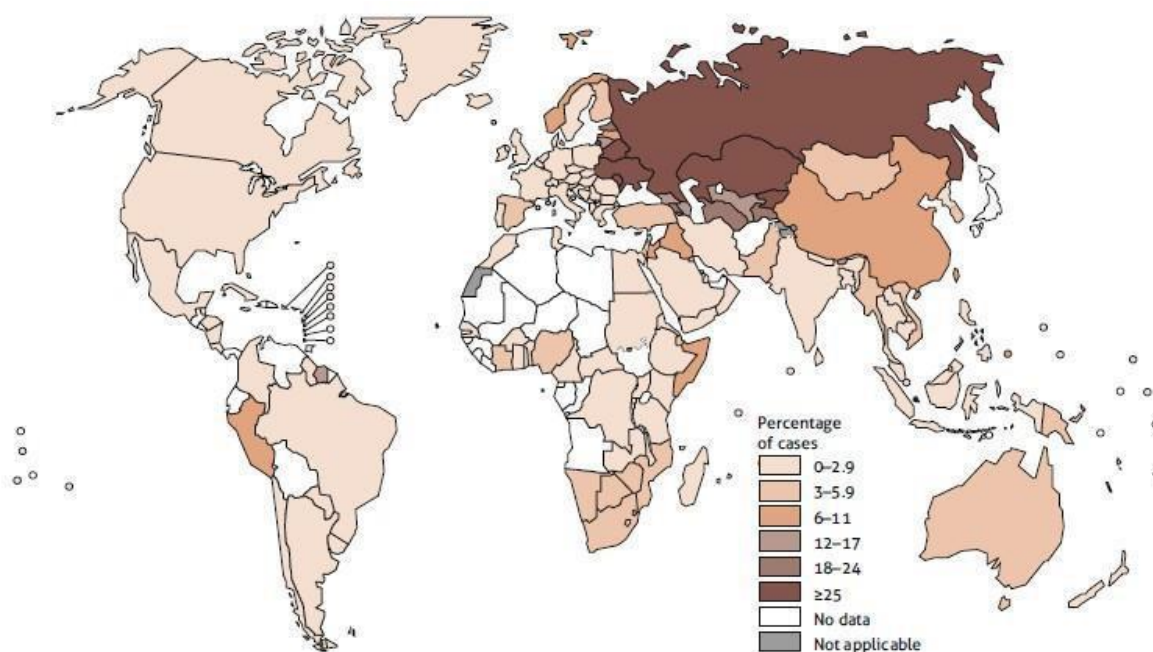 Percentage
of cases
0–2.9
3–5.9
6–11
12–17
18–24
≥25
No data
Not applicable